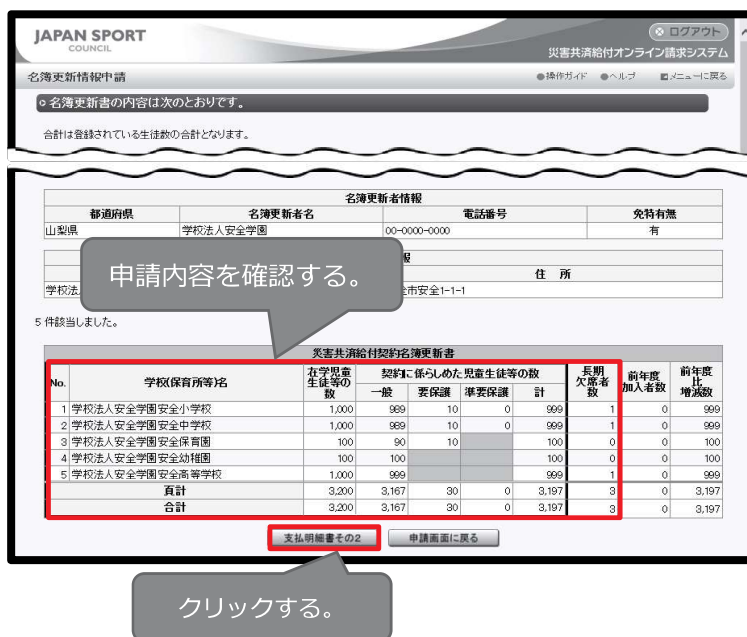 JAPAN SPORT
COUNCIL
ログアウト
災害共済給付オンライン請求システム
名簿更新情報申請
操作ガイド ヘルプ メニューに戻る
名簿更新書の内容は次のとおりです。
合計は登録されている生徒数の合計となります。
名簿更新者情報
都道府県 名簿更新者名 電話番号 免特有無
山梨県 学校法人安全学園 00-0000-0000 有
報
住 所
学校法 市安全1-1-1
申請内容を確認する。
5 件該当しました。
災害共済給付契約名簿更新書
No. 学校(保育所等)名 在学児童生徒等の数 契約に係らしめた児童生徒等の数 長期欠席者数 前年度加入者数 前年度比増減数
一般 要保護 準要保護 計
1 学校法人安全学園安全小学校 1,000 989 10 0 999 1 0 999
2 学校法人安全学園安全中学校 1,000 989 10 0 999 1 0 999
3 学校法人安全学園安全保育園 100 90 10 100 0 0 100
4 学校法人安全学園安全幼稚園 100 100 100 0 0 100
5 学校法人安全学園安全高等学校 1,000 999 999 1 0 999
頁計 3,200 3,167 30 0 3,197 3 0 3,197
合計 3,200 3,167 30 0 3,197 3 0 3,197
支払明細書その2 申請画面に戻る
クリックする。